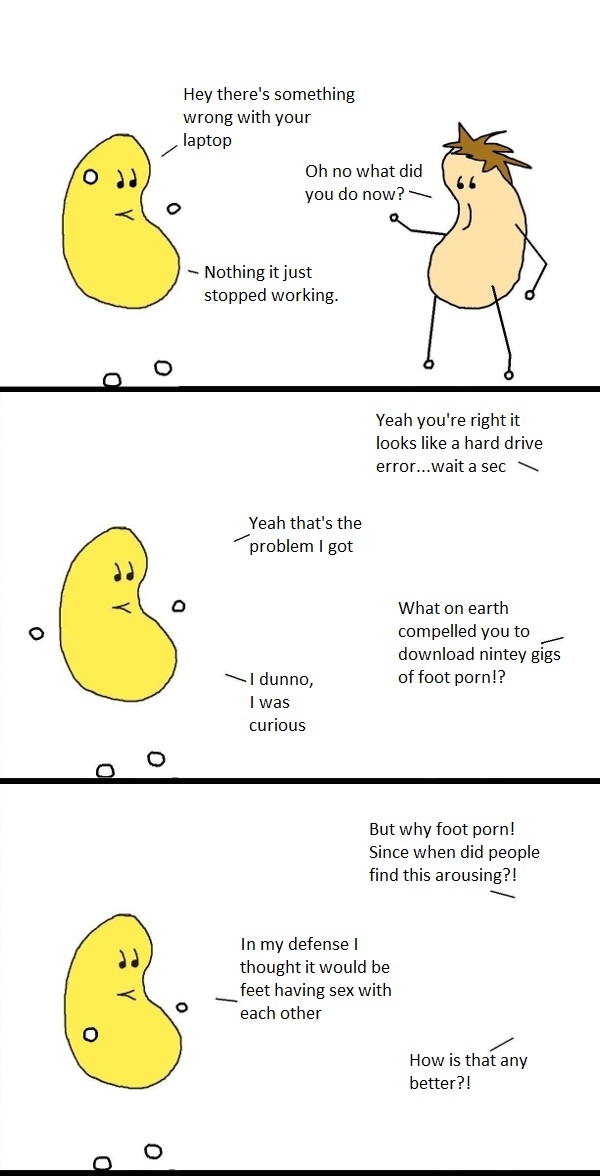 Hey there's something
wrong with your
laptop
Oh no what did
you do now?
Nothing it just
stopped working.
Yeah you're right it
looks like a hard drive
error...wait a sec
Yeah that's the
problem I got
What on earth
compelled you to
download nintey gigs
of foot porn!?
I dunno,
I was
curious
But why foot porn!
Since when did people
find this arousing?!
In my defense I
thought it would be
feet having sex with
each other
How is that any
better?!